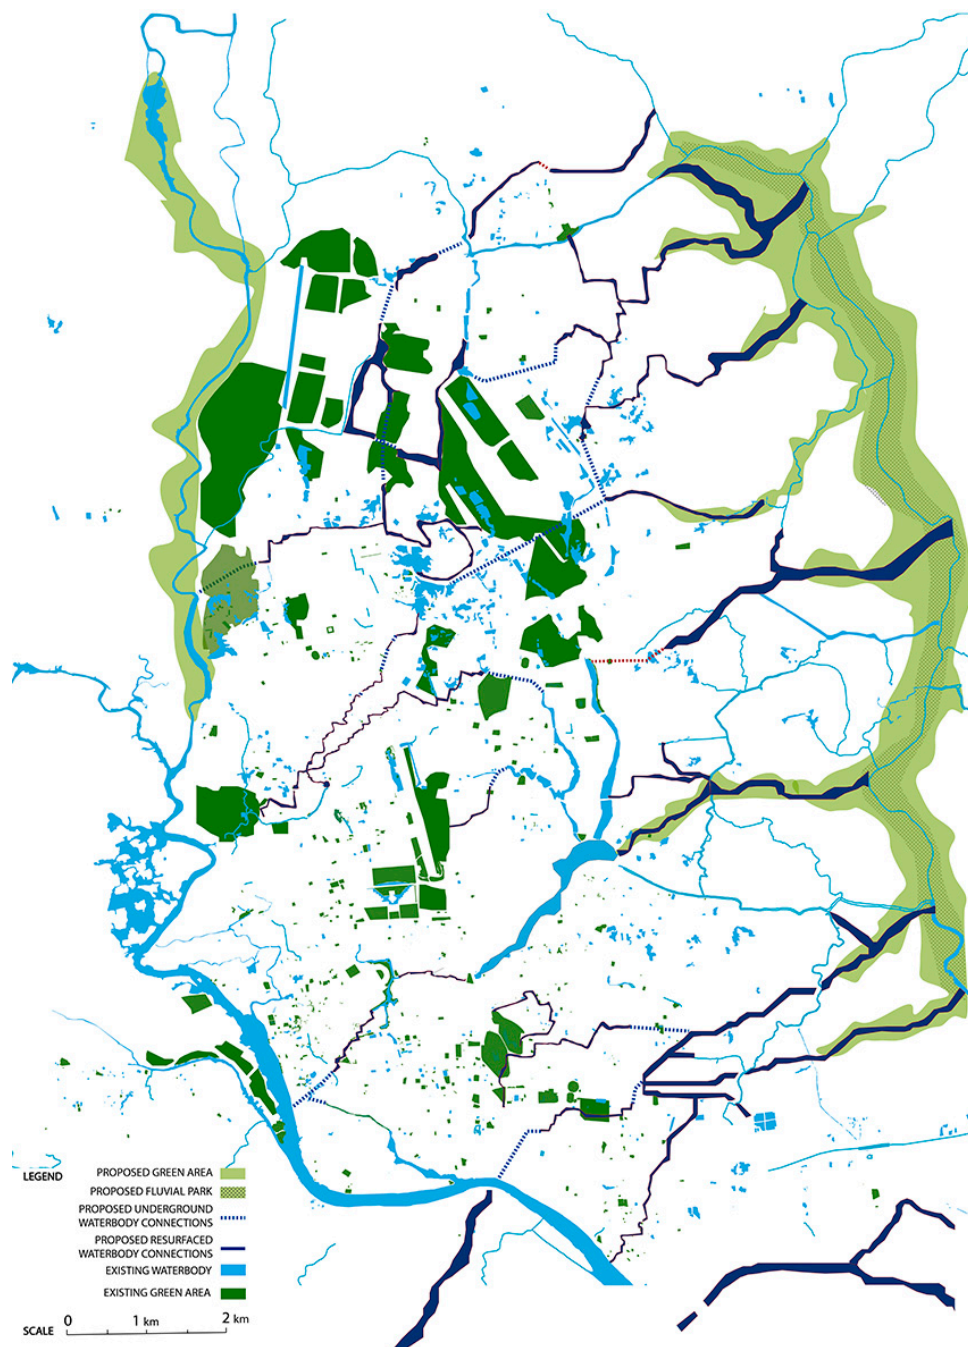 LEGEND
PROPOSED GREEN AREA
PROPOSED FLUVIAL PARK
PROPOSED UNDERGROUND
WATERBODY CONNECTIONS
PROPOSED RESURFACED
WATERBODY CONNECTIONS
EXISTING WATERBODY
EXISTING GREEN AREA
SCALE 0 1 km 2 km